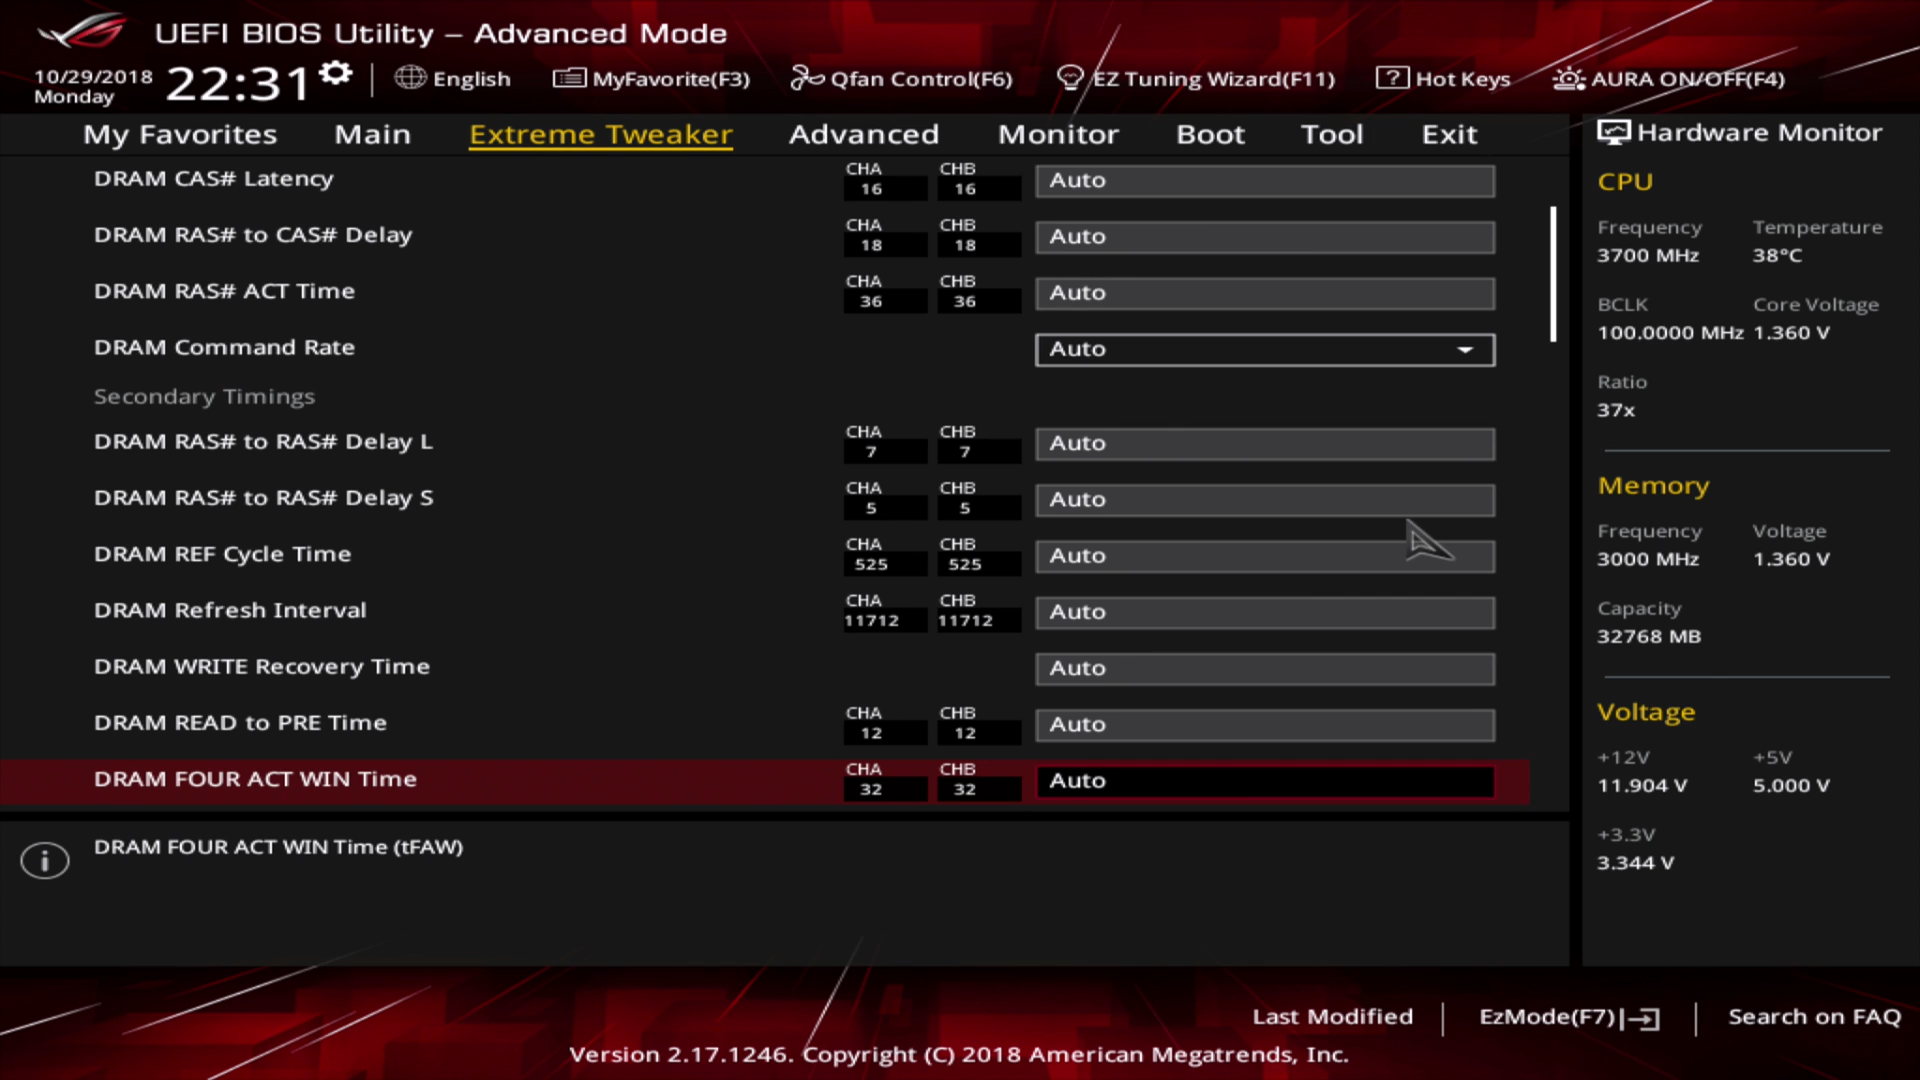 UEFI BIOS Utility – Advanced Mode
10/29/2018
Monday
22:31
English
MyFavorite(F3)
Qfan Control(F6)
EZ Tuning Wizard(F11)
? Hot Keys
AURA ON/OFF(F4)
My Favorites Main Extreme Tweaker Advanced Monitor Boot Tool Exit
DRAM CAS# Latency CHA 16 CHB 16 Auto
DRAM RAS# to CAS# Delay CHA 18 CHB 18 Auto
DRAM RAS# ACT Time CHA 36 CHB 36 Auto
DRAM Command Rate Auto
Secondary Timings
DRAM RAS# to RAS# Delay L CHA 7 CHB 7 Auto
DRAM RAS# to RAS# Delay S CHA 5 CHB 5 Auto
DRAM REF Cycle Time CHA 525 CHB 525 Auto
DRAM Refresh Interval CHA 11712 CHB 11712 Auto
DRAM WRITE Recovery Time Auto
DRAM READ to PRE Time CHA 12 CHB 12 Auto
DRAM FOUR ACT WIN Time CHA 32 CHB 32 Auto
i DRAM FOUR ACT WIN Time (tFAW)
Hardware Monitor
CPU
Frequency Temperature
3700 MHz 38°C
BCLK Core Voltage
100.0000 MHz 1.360 V
Ratio
37x
Memory
Frequency Voltage
3000 MHz 1.360 V
Capacity
32768 MB
Voltage
+12V +5V
11.904 V 5.000 V
+3.3V
3.344 V
Last Modified
EzMode(F7)
Search on FAQ
Version 2.17.1246. Copyright (C) 2018 American Megatrends, Inc.